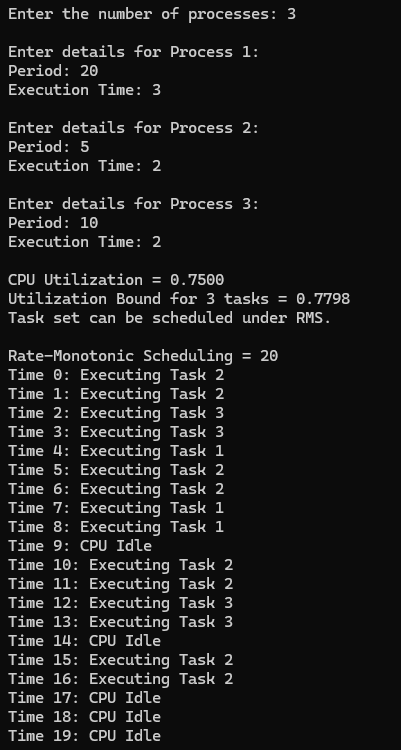 Enter the number of processes: 3
Enter details for Process 1:
Period: 20
Execution Time: 3
Enter details for Process 2:
Period: 5
Execution Time: 2
Enter details for Process 3:
Period: 10
Execution Time: 2
CPU Utilization = 0.7500
Utilization Bound for 3 tasks = 0.7798
Task set can be scheduled under RMS.
Rate-Monotonic Scheduling = 20
Time 0: Executing Task 2
Time 1: Executing Task 2
Time 2: Executing Task 3
Time 3: Executing Task 3
Time 4: Executing Task 1
Time 5: Executing Task 2
Time 6: Executing Task 2
Time 7: Executing Task 1
Time 8: Executing Task 1
Time 9: CPU Idle
Time 10: Executing Task 2
Time 11: Executing Task 2
Time 12: Executing Task 3
Time 13: Executing Task 3
Time 14: CPU Idle
Time 15: Executing Task 2
Time 16: Executing Task 2
Time 17: CPU Idle
Time 18: CPU Idle
Time 19: CPU Idle